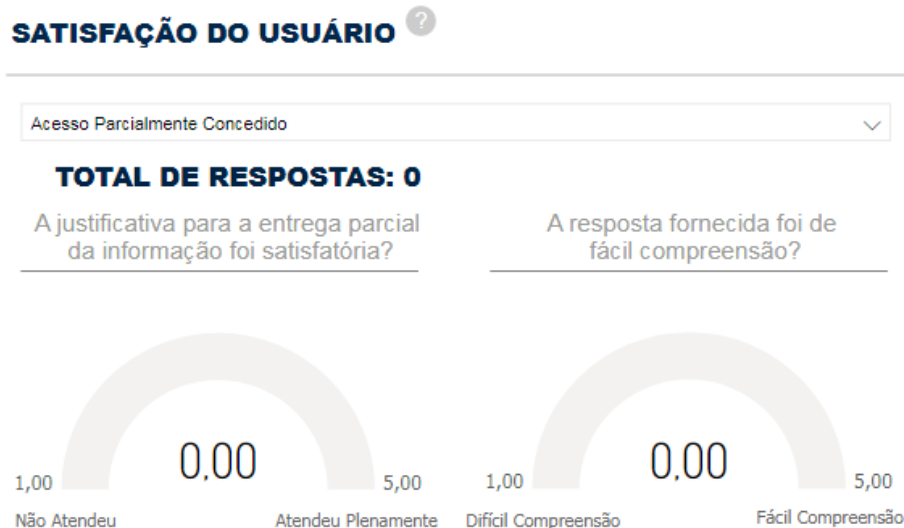 SATISFAÇÃO DO USUÁRIO ?
Acesso Parcialmente Concedido
TOTAL DE RESPOSTAS: 0
A justificativa para a entrega parcial
da informação foi satisfatória?
0,00
1,00
5,00
Não Atendeu
Atendeu Plenamente
A resposta fornecida foi de
fácil compreensão?
0,00
1,00
5,00
Difícil Compreensão
Fácil Compreensão